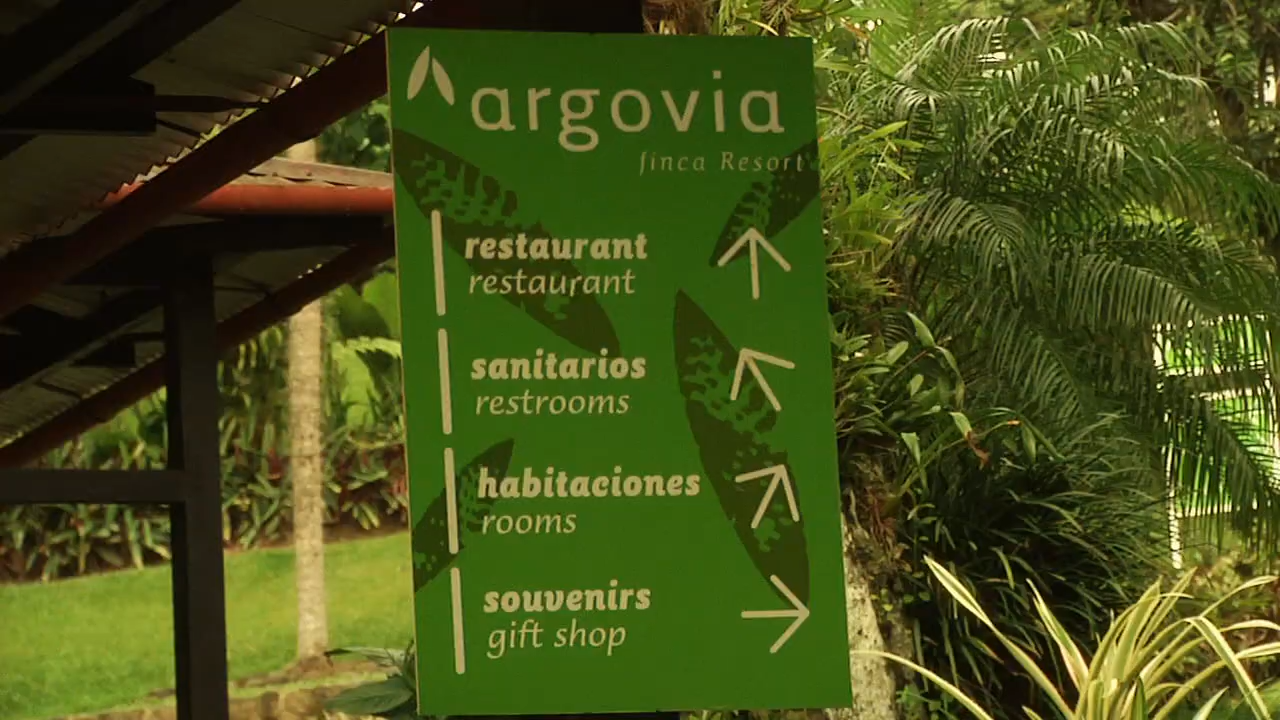 argovia
finca Resort
restaurant
restaurant
sanitarios
restrooms
habitaciones
rooms
souvenirs
gift shop